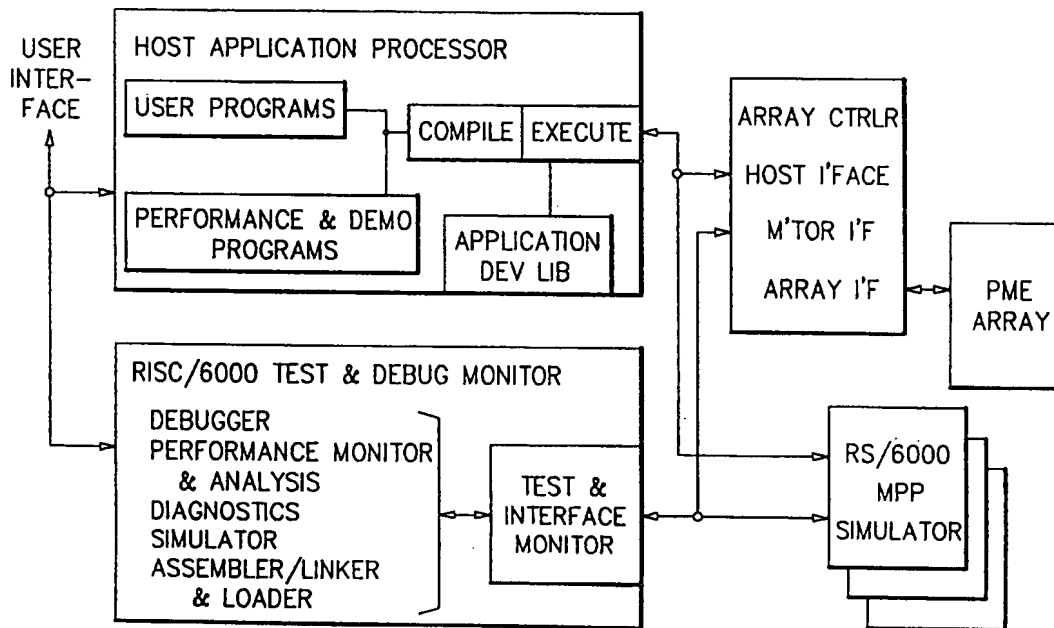 USER
INTER-
FACE
HOST APPLICATION PROCESSOR
USER PROGRAMS
COMPILE
EXECUTE
PERFORMANCE & DEMO
PROGRAMS
APPLICATION
DEV LIB
ARRAY CTRLR
HOST I'FACE
M'TOR I'F
ARRAY I'F
PME
ARRAY
RISC/6000 TEST & DEBUG MONITOR
DEBUGGER
PERFORMANCE MONITOR
& ANALYSIS
DIAGNOSTICS
SIMULATOR
ASSEMBLER/LINKER
& LOADER
TEST &
INTERFACE
MONITOR
RS/6000
MPP
SIMULATOR